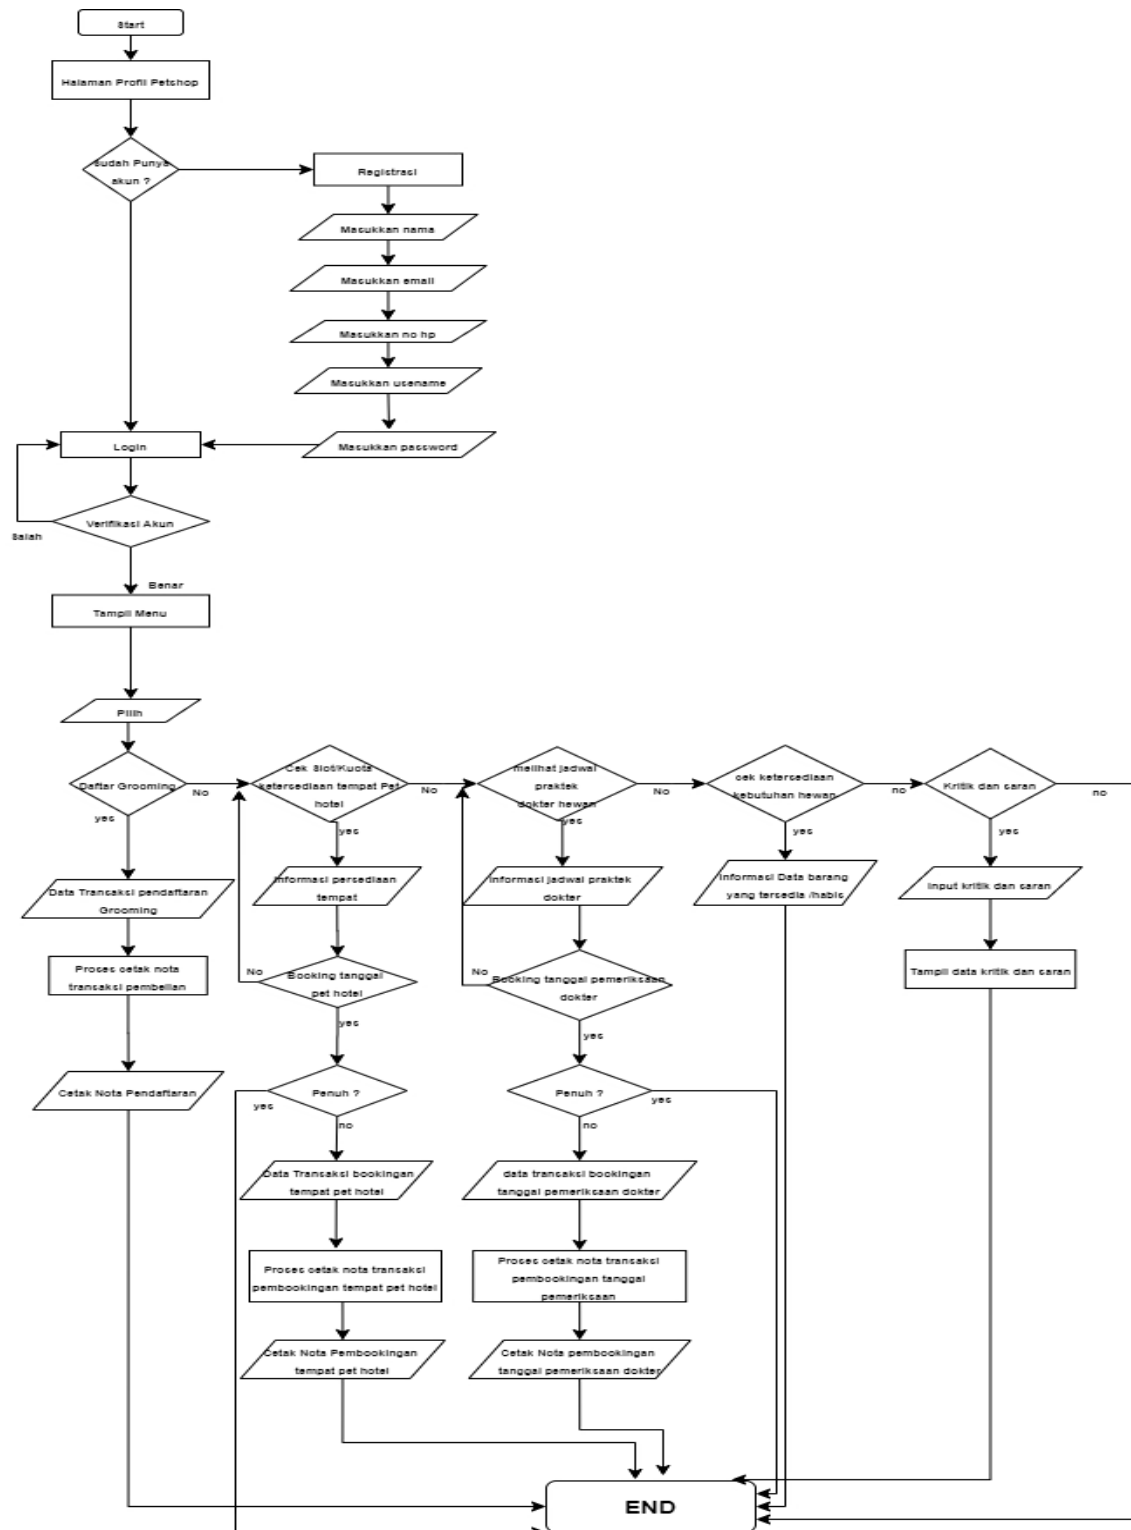 Start
Halaman Profil Petshop
Sudah Punya
akun ?
Registrasi
Masukkan nama
Masukkan email
Masukkan no hp
Masukkan usename
Masukkan password
Login
Verifikasi Akun
Salah
Benar
Tampil Menu
Pilih
Daftar Grooming
No
yes
Cek Slot/Kuota
ketersediaan tempat Pet
hotel
No
yes
melihat jadwal
praktek
dokter hewan
No
yes
cek ketersediaan
kebutuhan hewan
no
yes
Kritik dan saran
no
yes
Data Transaksi pendaftaran
Grooming
Informasi persediaan
tempat
Informasi jadwal praktek
dokter
Informasi Data barang
yang tersedia /habis
Input kritik dan saran
Proses cetak nota
transaksi pembelian
No
Booking tanggal
pet hotel
yes
No
Booking tanggal pemeriksaan
dokter
yes
Tampil data kritik dan saran
Cetak Nota Pendaftaran
Penuh ?
yes
no
Penuh ?
yes
no
Data Transaksi bookingan
tempat pet hotel
data transaksi bookingan
tanggal pemeriksaan dokter
Proses cetak nota transaksi
pembookingan tempat pet hotel
Proses cetak nota transaksi
pembookingan tanggal
pemeriksaan
Cetak Nota Pembookingan
tempat pet hotel
Cetak Nota pembookingan
tanggal pemeriksaan dokter
END